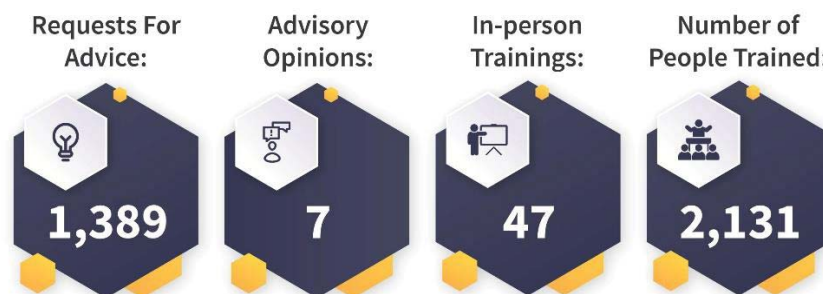 Requests For
Advice:
1,389
Advisory
Opinions:
7
In-person
Trainings:
47
Number of
People Trained:
2,131